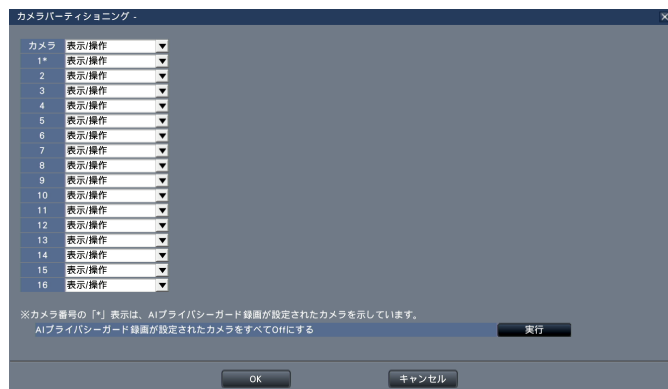 カメラパーティショニング -
カメラ 表示/操作
1* 表示/操作
2 表示/操作
3 表示/操作
4 表示/操作
5 表示/操作
6 表示/操作
7 表示/操作
8 表示/操作
9 表示/操作
10 表示/操作
11 表示/操作
12 表示/操作
13 表示/操作
14 表示/操作
15 表示/操作
16 表示/操作
※カメラ番号の「*」表示は、AIプライバシーガード録画が設定されたカメラを示しています。
AIプライバシーガード録画が設定されたカメラをすべてOffにする 実行
OK キャンセル